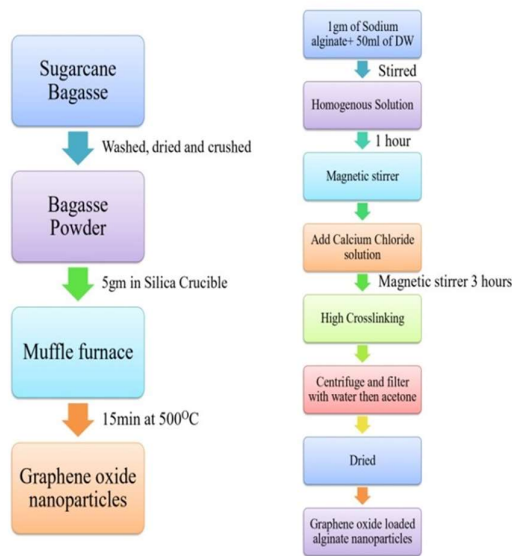 Sugarcane
Bagasse
Washed, dried and crushed
Bagasse
Powder
5gm in Silica Crucible
Muffle furnace
15min at 500⁰C
Graphene oxide
nanoparticles
1gm of Sodium
alginate+ 50ml of DW
Stirred
Homogenous Solution
1 hour
Magnetic stirrer
Add Calcium Chloride
solution
Magnetic stirrer 3 hours
High Crosslinking
Centrifuge and filter
with water then acetone
Dried
Graphene oxide loaded
alginate nanoparticles